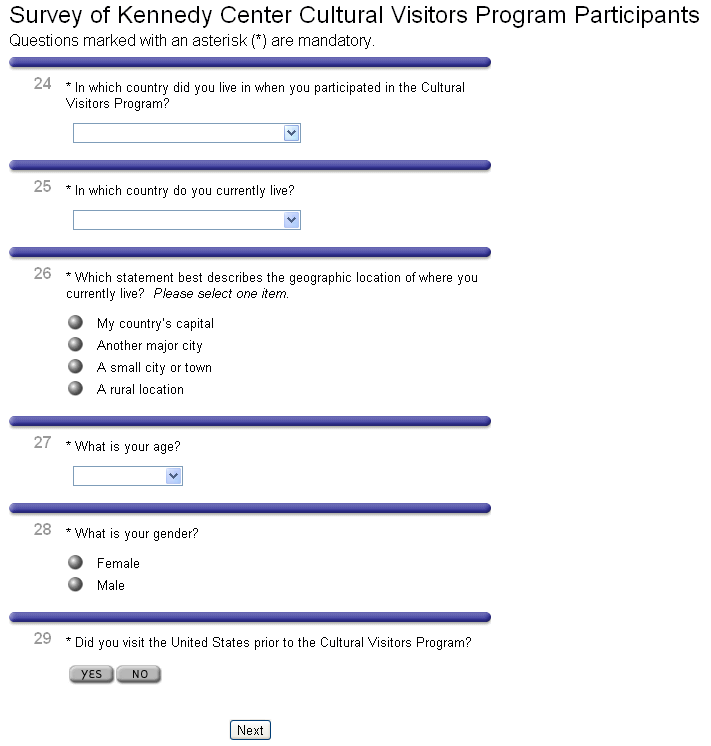 Survey of Kennedy Center Cultural Visitors Program Participants
Questions marked with an asterisk (*) are mandatory.
24 * In which country did you live in when you participated in the Cultural
Visitors Program?
25 * In which country do you currently live?
26 * Which statement best describes the geographic location of where you
currently live? Please select one item.
My country's capital
Another major city
A small city or town
A rural location
27 * What is your age?
28 * What is your gender?
Female
Male
29 * Did you visit the United States prior to the Cultural Visitors Program?
YES NO
Next